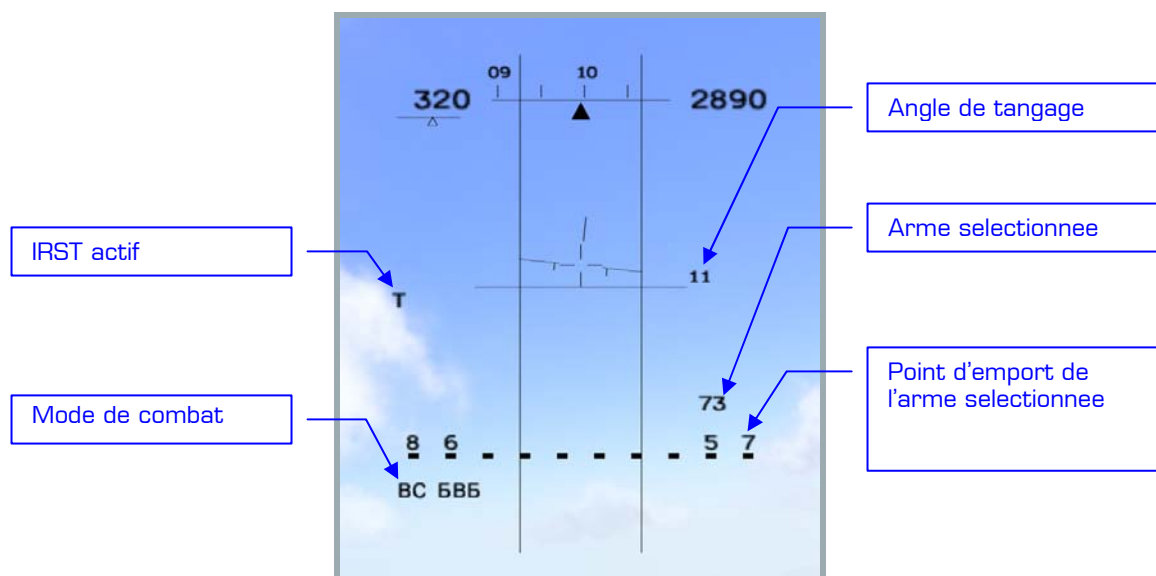 09 10
320 2890
Angle de tangage
Arme selectionnee
IRST actif
11
T
Point d'emport de
l'arme selectionnee
Mode de combat
73
8 6 5 7
ВС БВБ